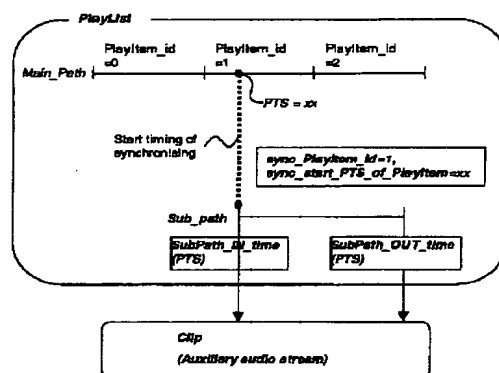 PlayList
PlayItem_id
=0
PlayItem_id
=1
PlayItem_id
=2
Main_Path
PTS = xx
Start timing of
synchronising
sync_PlayItem_id=1,
sync_start_PTS_of_PlayItem=xx
Sub_path
SubPath_IN_time
(PTS)
SubPath_OUT_time
(PTS)
Clip
(Auxiliary audio stream)